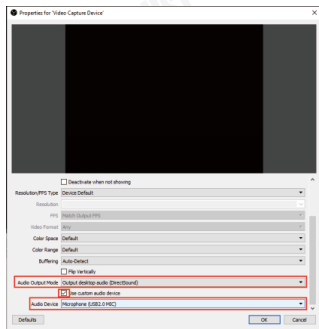 Properties for 'Video Capture Device'
Deactivate when not showing
Resolution/FPS Type Device Default
Resolution
FPS Match Output FPS
Video Format Any
Color Space Default
Color Range Default
Buffering Auto-Detect
Flip Vertically
Audio Output Mode Output desktop audio (DirectSound)
Use custom audio device
Audio Device Microphone (USB2.0 MIC)
Defaults OK Cancel